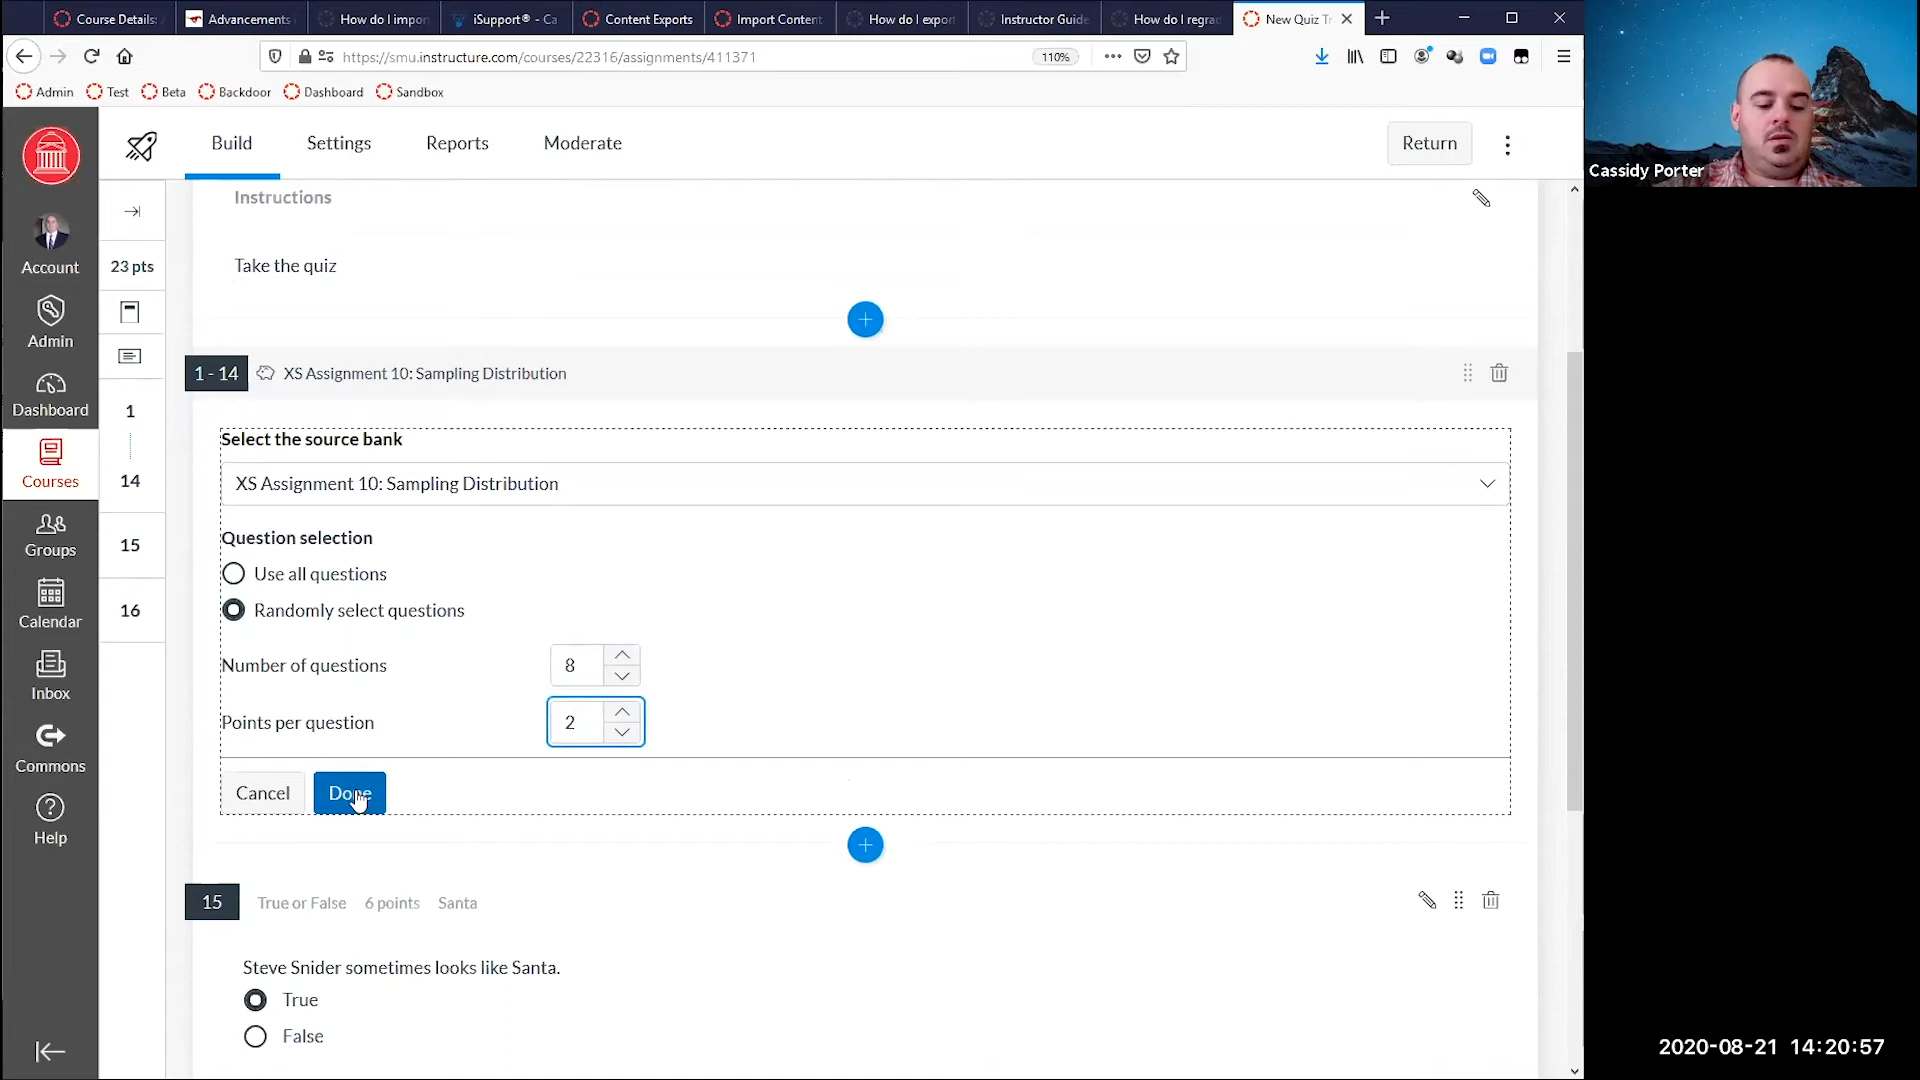 Course Details:
Advancements
How do I impor
iSupport® - Ca
Content Exports
Import Content
How do I expor
Instructor Guide
How do I regrad
New Quiz Tr
https://smu.instructure.com/courses/22316/assignments/411371
110%
Admin
Test
Beta
Backdoor
Dashboard
Sandbox
Build
Settings
Reports
Moderate
Return
Cassidy Porter
Account
Admin
Dashboard
Courses
Groups
Calendar
Inbox
Commons
Help
23 pts
1
14
15
16
Instructions
Take the quiz
1 - 14
XS Assignment 10: Sampling Distribution
Select the source bank
XS Assignment 10: Sampling Distribution
Question selection
Use all questions
Randomly select questions
Number of questions 8
Points per question 2
Cancel
Done
15
True or False 6 points Santa
Steve Snider sometimes looks like Santa.
True
False
2020-08-21 14:20:57